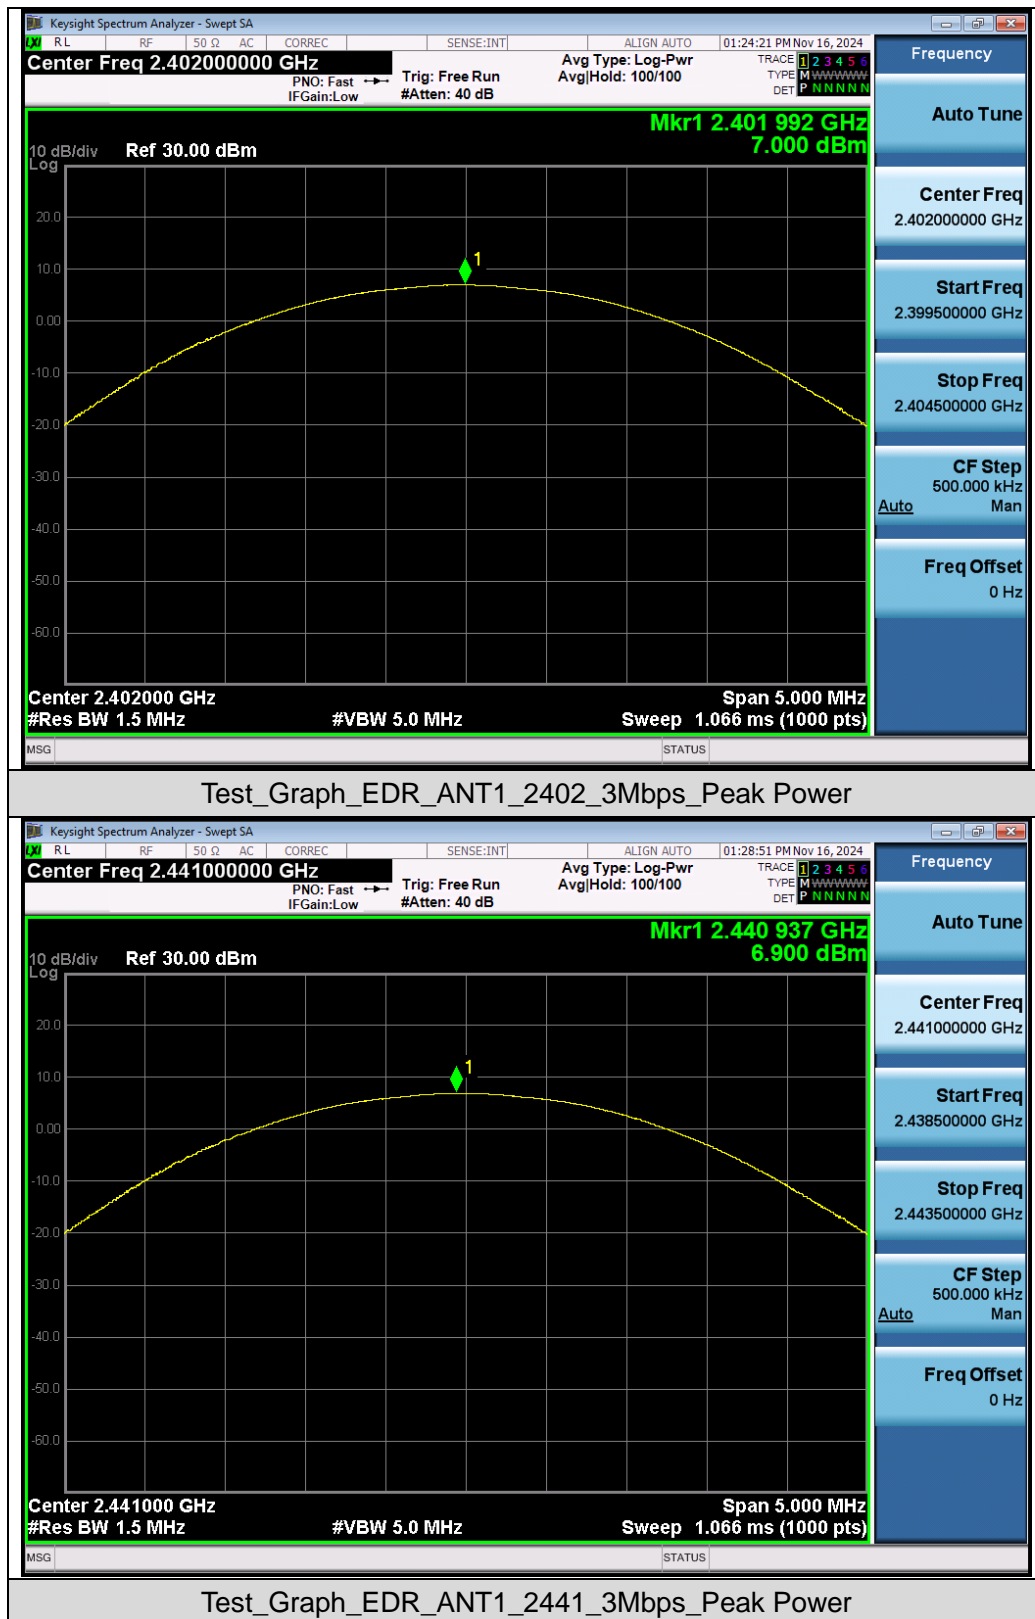 Keysight Spectrum Analyzer - Swept SA
LXI RL RF 50 Ω AC CORREC SENSE:INT ALIGN AUTO 01:24:21 PM Nov 16, 2024
Center Freq 2.402000000 GHz Avg Type: Log-Pwr TRACE 1 2 3 4 5 6
PNO: Fast Trig: Free Run Avg|Hold: 100/100 TYPE M WWWWW
IFGain:Low #Atten: 40 dB DET P N N N N N
Mkr1 2.401 992 GHz
7.000 dBm
10 dB/div Ref 30.00 dBm
Log
20.0
1
10.0
0.00
-10.0
-20.0
-30.0
-40.0
-50.0
-60.0
Center 2.402000 GHz Span 5.000 MHz
#Res BW 1.5 MHz #VBW 5.0 MHz Sweep 1.066 ms (1000 pts)
MSG STATUS
Frequency
Auto Tune
Center Freq
2.402000000 GHz
Start Freq
2.399500000 GHz
Stop Freq
2.404500000 GHz
CF Step
500.000 kHz
Auto Man
Freq Offset
0 Hz
Test_Graph_EDR_ANT1_2402_3Mbps_Peak Power
Keysight Spectrum Analyzer - Swept SA
LXI RL RF 50 Ω AC CORREC SENSE:INT ALIGN AUTO 01:28:51 PM Nov 16, 2024
Center Freq 2.441000000 GHz Avg Type: Log-Pwr TRACE 1 2 3 4 5 6
PNO: Fast Trig: Free Run Avg|Hold: 100/100 TYPE M WWWWW
IFGain:Low #Atten: 40 dB DET P N N N N N
Mkr1 2.440 937 GHz
6.900 dBm
10 dB/div Ref 30.00 dBm
Log
20.0
1
10.0
0.00
-10.0
-20.0
-30.0
-40.0
-50.0
-60.0
Center 2.441000 GHz Span 5.000 MHz
#Res BW 1.5 MHz #VBW 5.0 MHz Sweep 1.066 ms (1000 pts)
MSG STATUS
Frequency
Auto Tune
Center Freq
2.441000000 GHz
Start Freq
2.438500000 GHz
Stop Freq
2.443500000 GHz
CF Step
500.000 kHz
Auto Man
Freq Offset
0 Hz
Test_Graph_EDR_ANT1_2441_3Mbps_Peak Power